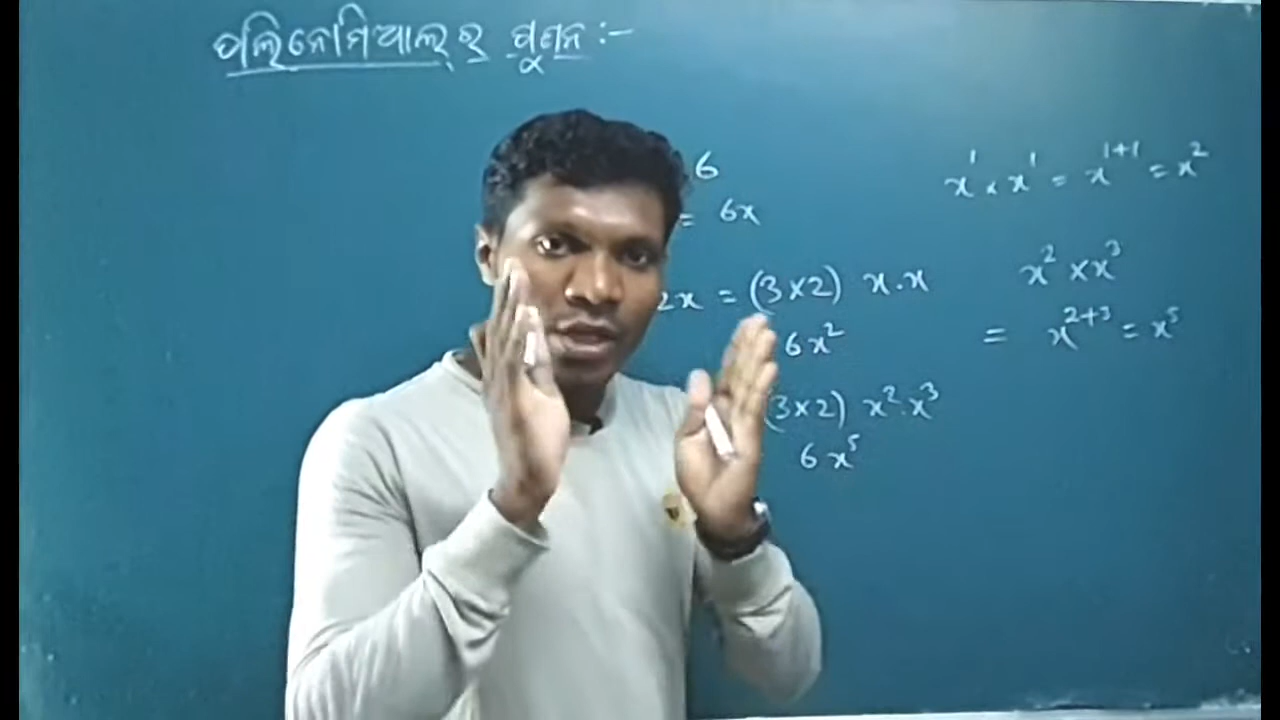 ପଲିନୋମିଆଲ୍‌ର ଗୁଣନ :-
6
= 6x
2x = (3×2) x.x
6x²
(3×2) x².x³
6x⁵
x¹ × x¹ = x¹⁺¹ = x²
x² × x³
= x²⁺³ = x⁵